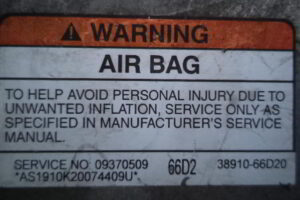 ⚠ WARNING
AIR BAG
TO HELP AVOID PERSONAL INJURY DUE TO
UNWANTED INFLATION, SERVICE ONLY AS
SPECIFIED IN MANUFACTURER'S SERVICE
MANUAL.
SERVICE NO. 09370509 66D2 38910-66D20
*AS1910K20074409U*